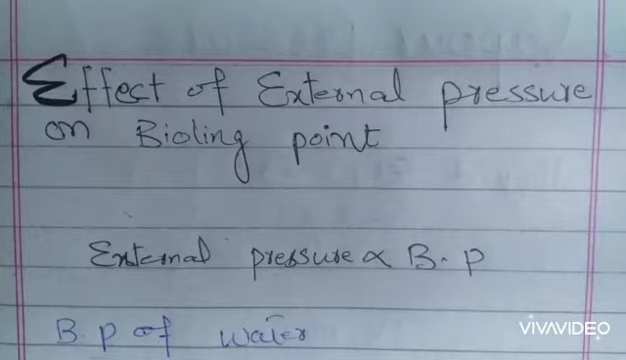 Effect of External pressure
on Bioling point
External pressure ∝ B.p
B.p of water
VIVAVIDEO